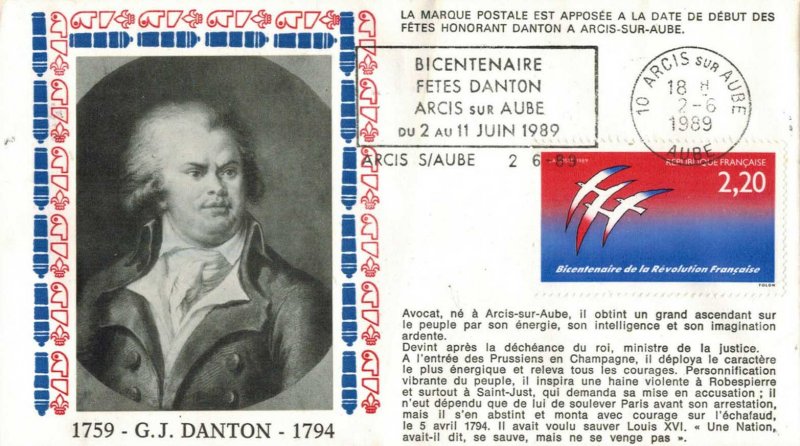 LA MARQUE POSTALE EST APPOSÉE A LA DATE DE DÉBUT DES
FÊTES HONORANT DANTON A ARCIS-SUR-AUBE.
BICENTENAIRE
FETES DANTON
ARCIS SUR AUBE
DU 2 AU 11 JUIN 1989
ARCIS S/AUBE 2 6 -89
10 ARCIS SUR AUBE
18 H
2-6
1989
AUBE
1989
RÉPUBLIQUE FRANÇAISE
2,20
Bicentenaire de la Révolution Française
FOLON
Avocat, né à Arcis-sur-Aube, il obtint un grand ascendant sur
le peuple par son énergie, son intelligence et son imagination
ardente.
Devint après la déchéance du roi, ministre de la justice.
A l'entrée des Prussiens en Champagne, il déploya le caractère
le plus énergique et releva tous les courages. Personnification
vibrante du peuple, il inspira une haine violente à Robespierre
et surtout à Saint-Just, qui demanda sa mise en accusation ; il
n'eut dépendu que de lui de soulever Paris avant son arrestation,
mais il s'en abstint et monta avec courage sur l'échafaud,
le 5 avril 1794. Il avait voulu sauver Louis XVI. « Une Nation,
avait-il dit, se sauve, mais ne se venge pas ».
1759 - G.J. DANTON - 1794